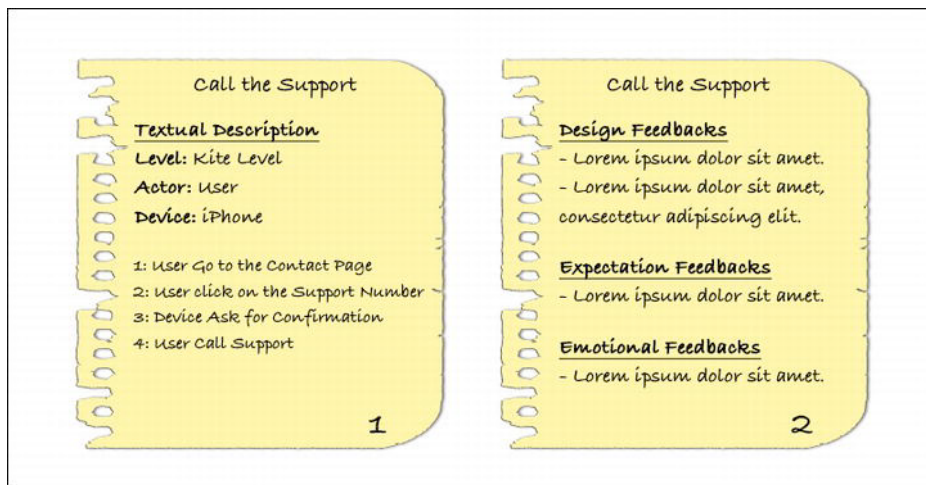 Call the Support
Textual Description
Level: Kite Level
Actor: User
Device: iPhone
1: User Go to the Contact Page
2: User click on the Support Number
3: Device Ask for Confirmation
4: User Call Support
1
Call the Support
Design Feedbacks
- Lorem ipsum dolor sit amet.
- Lorem ipsum dolor sit amet,
consectetur adipiscing elit.
Expectation Feedbacks
- Lorem ipsum dolor sit amet.
Emotional Feedbacks
- Lorem ipsum dolor sit amet.
2